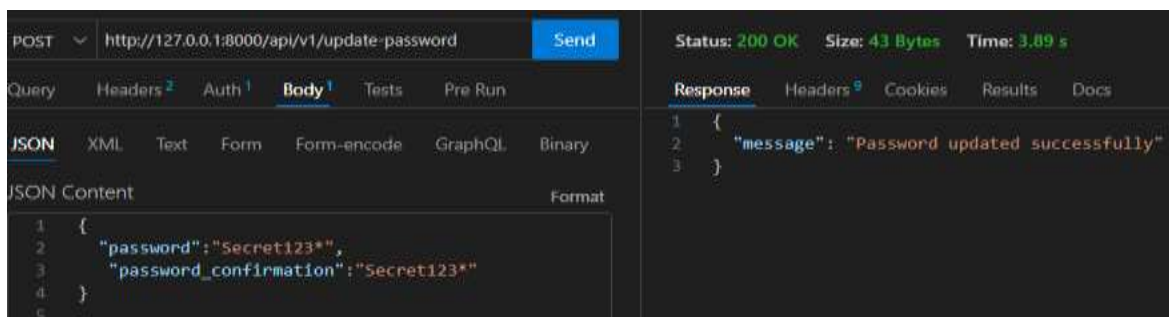 POST http://127.0.0.1:8000/api/v1/update-password Send
Query Headers 2 Auth 1 Body 1 Tests Pre Run
JSON XML Text Form Form-encode GraphQL Binary
JSON Content Format
1 {
2 "password":"Secret123*",
3 "password_confirmation":"Secret123*"
4 }
5
Status: 200 OK Size: 43 Bytes Time: 3.89 s
Response Headers 9 Cookies Results Docs
1 {
2 "message": "Password updated successfully"
3 }